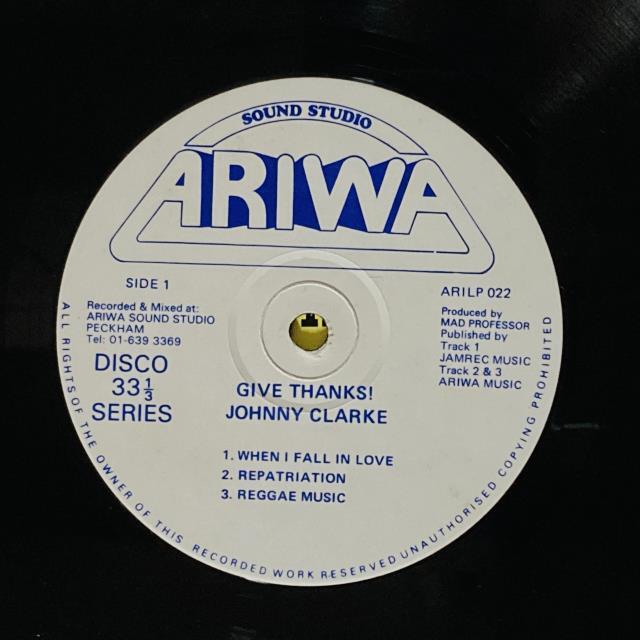 SOUND STUDIO
ARIWA
SIDE 1
Recorded & Mixed at:
ARIWA SOUND STUDIO
PECKHAM
Tel: 01-639 3369
DISCO
33 1/3
SERIES
ARILP 022
Produced by
MAD PROFESSOR
Published by
Track 1
JAMREC MUSIC
Track 2 & 3
ARIWA MUSIC
GIVE THANKS!
JOHNNY CLARKE
1. WHEN I FALL IN LOVE
2. REPATRIATION
3. REGGAE MUSIC
ALL RIGHTS OF THE OWNER OF THIS RECORDED WORK RESERVED UNAUTHORISED COPYING PROHIBITED